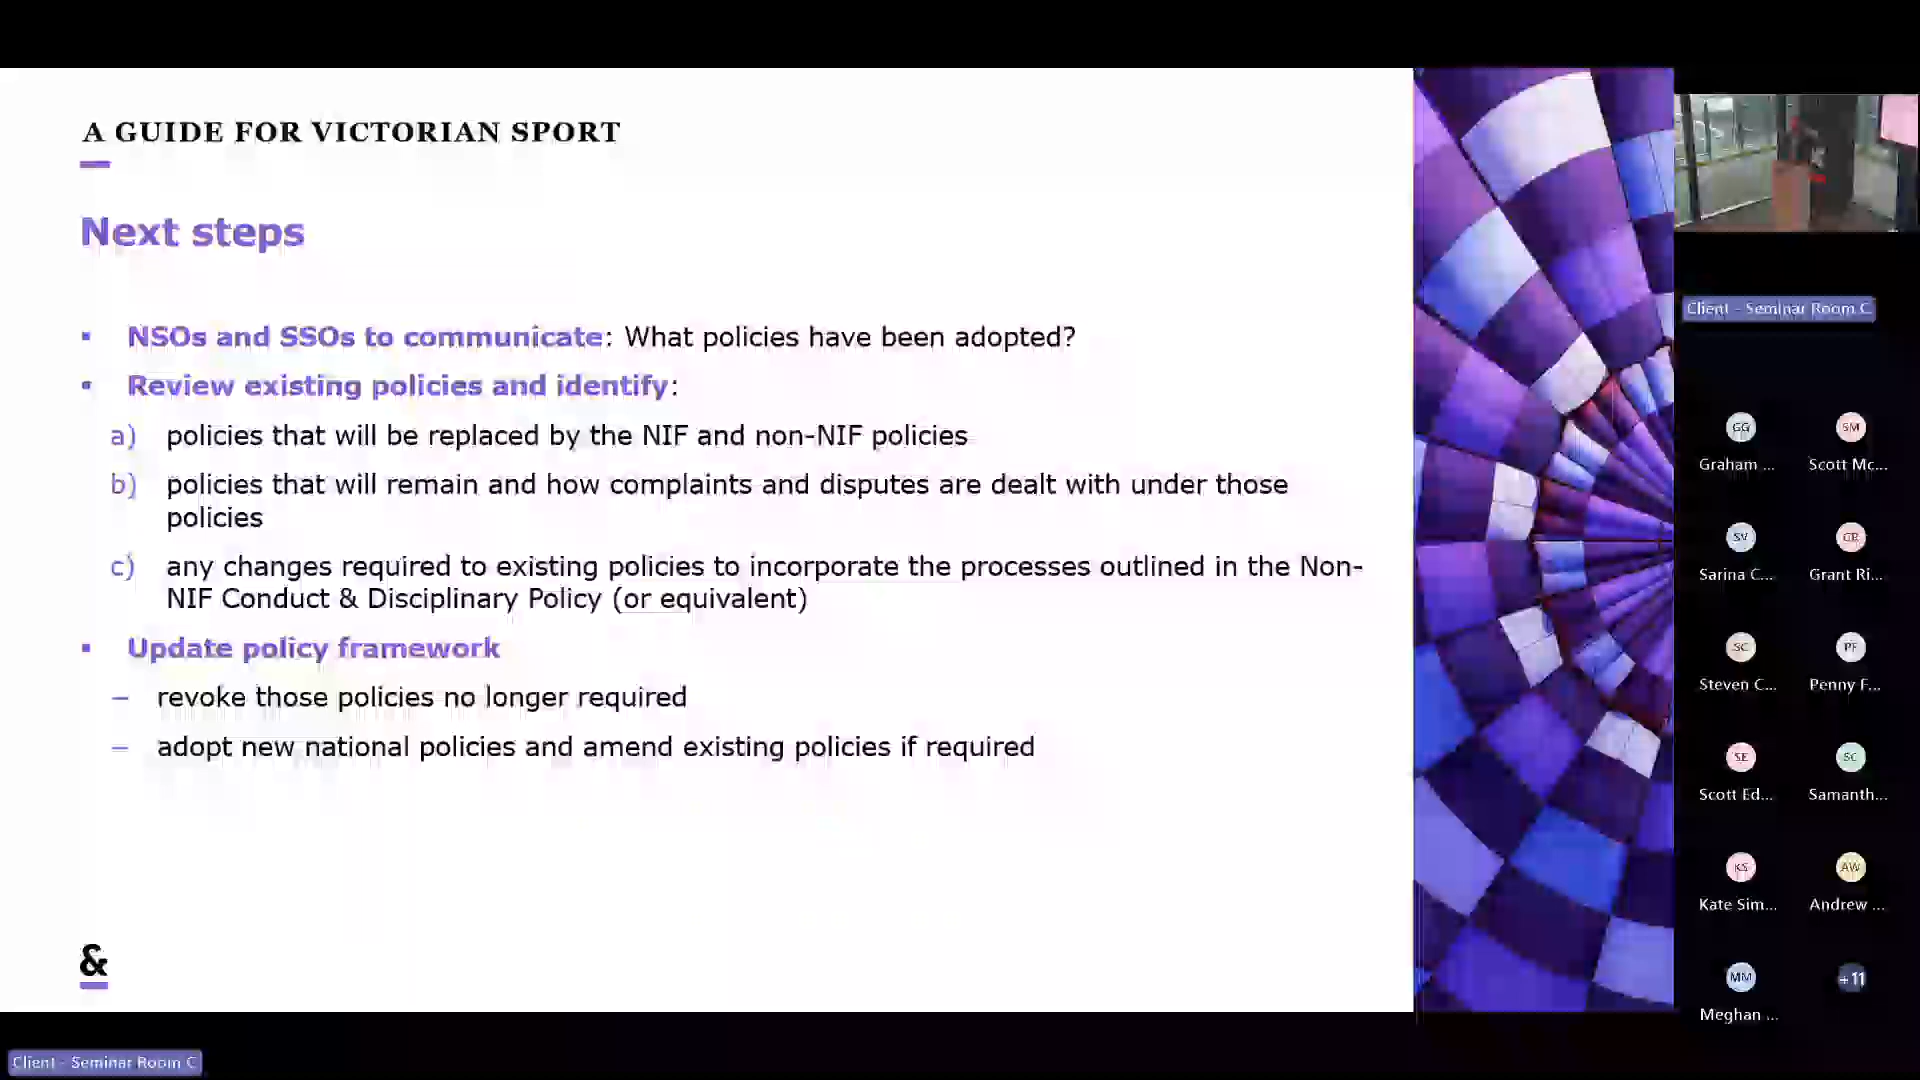 A GUIDE FOR VICTORIAN SPORT
Next steps
▪ NSOs and SSOs to communicate: What policies have been adopted?
▪ Review existing policies and identify:
a) policies that will be replaced by the NIF and non-NIF policies
b) policies that will remain and how complaints and disputes are dealt with under those
policies
c) any changes required to existing policies to incorporate the processes outlined in the Non-
NIF Conduct & Disciplinary Policy (or equivalent)
▪ Update policy framework
– revoke those policies no longer required
– adopt new national policies and amend existing policies if required
&
Client - Seminar Room C
Client - Seminar Room C
GG
SM
Graham ...
Scott Mc...
SV
GR
Sarina C...
Grant Ri...
SC
PF
Steven C...
Penny F...
SE
SC
Scott Ed...
Samanth...
KS
AW
Kate Sim...
Andrew ...
MM
+11
Meghan ...